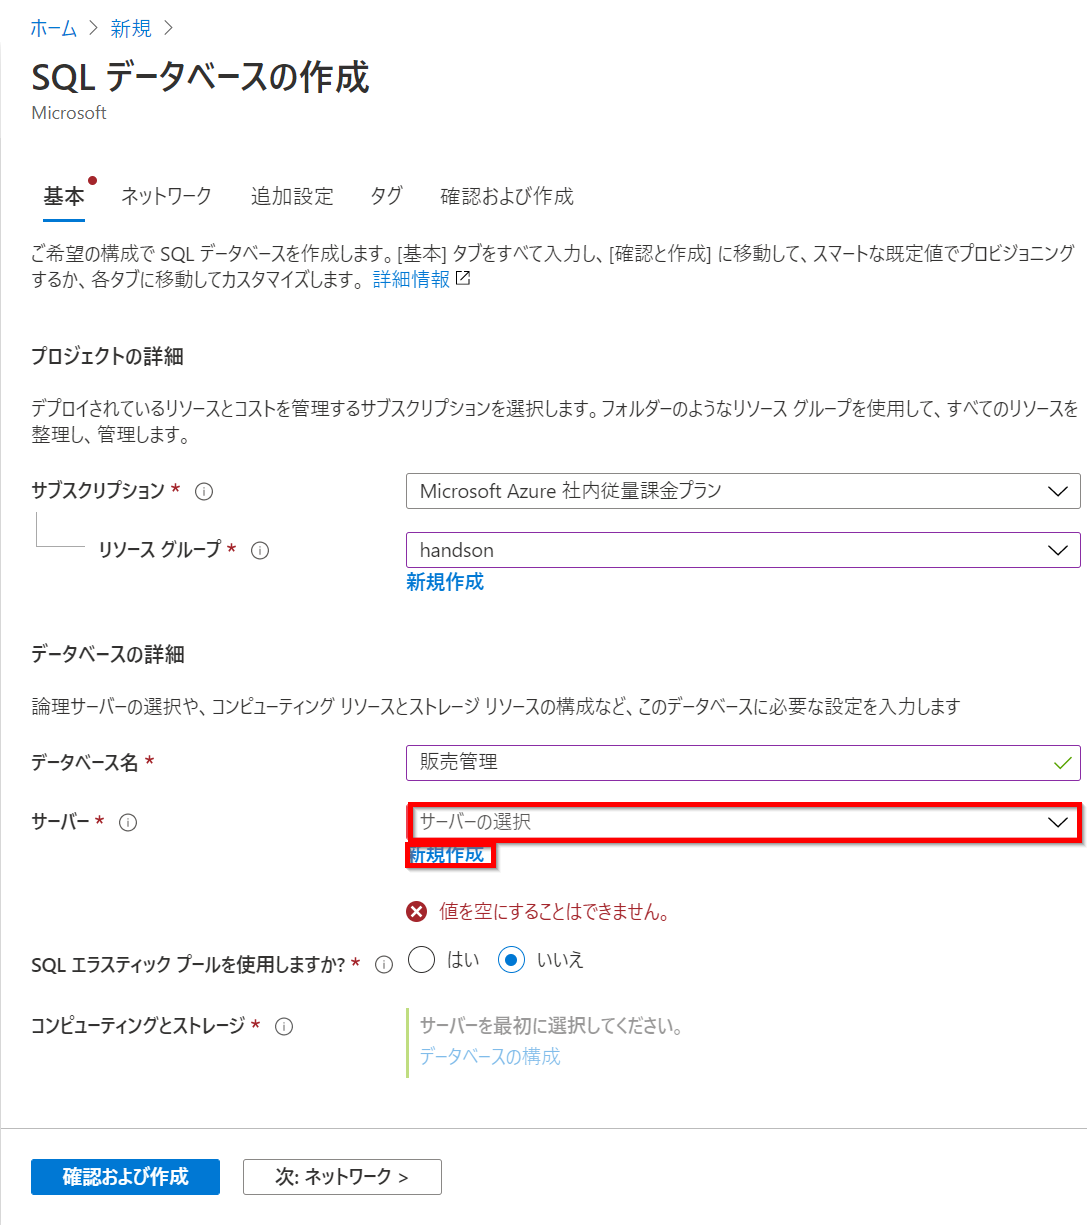 ホーム > 新規 >
SQL データベースの作成
Microsoft
基本 ネットワーク 追加設定 タグ 確認および作成
ご希望の構成で SQL データベースを作成します。[基本] タブをすべて入力し、[確認と作成] に移動して、スマートな既定値でプロビジョニング
するか、各タブに移動してカスタマイズします。 詳細情報
プロジェクトの詳細
デプロイされているリソースとコストを管理するサブスクリプションを選択します。フォルダーのようなリソース グループを使用して、すべてのリソースを
整理し、管理します。
サブスクリプション * Microsoft Azure 社内従量課金プラン
リソース グループ * handson
新規作成
データベースの詳細
論理サーバーの選択や、コンピューティング リソースとストレージ リソースの構成など、このデータベースに必要な設定を入力します
データベース名 * 販売管理
サーバー * サーバーの選択
新規作成
値を空にすることはできません。
SQL エラスティック プールを使用しますか? * はい いいえ
コンピューティングとストレージ * サーバーを最初に選択してください。
データベースの構成
確認および作成 次: ネットワーク >